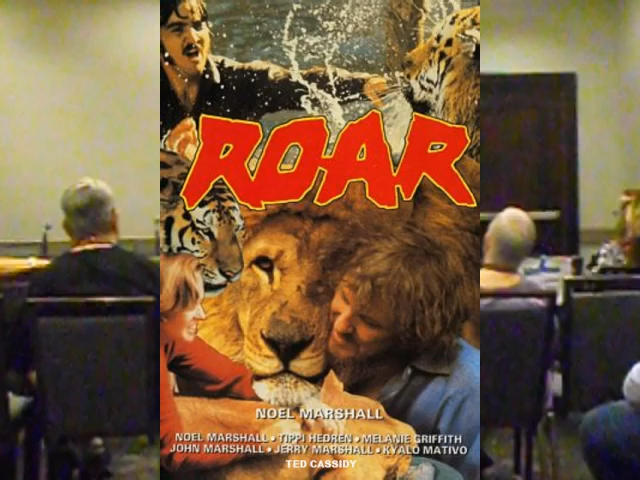 ROAR
NOEL MARSHALL
NOEL MARSHALL • TIPPI HEDREN • MELANIE GRIFFITH
JOHN MARSHALL • JERRY MARSHALL • KYALO MATIVO
TED CASSIDY